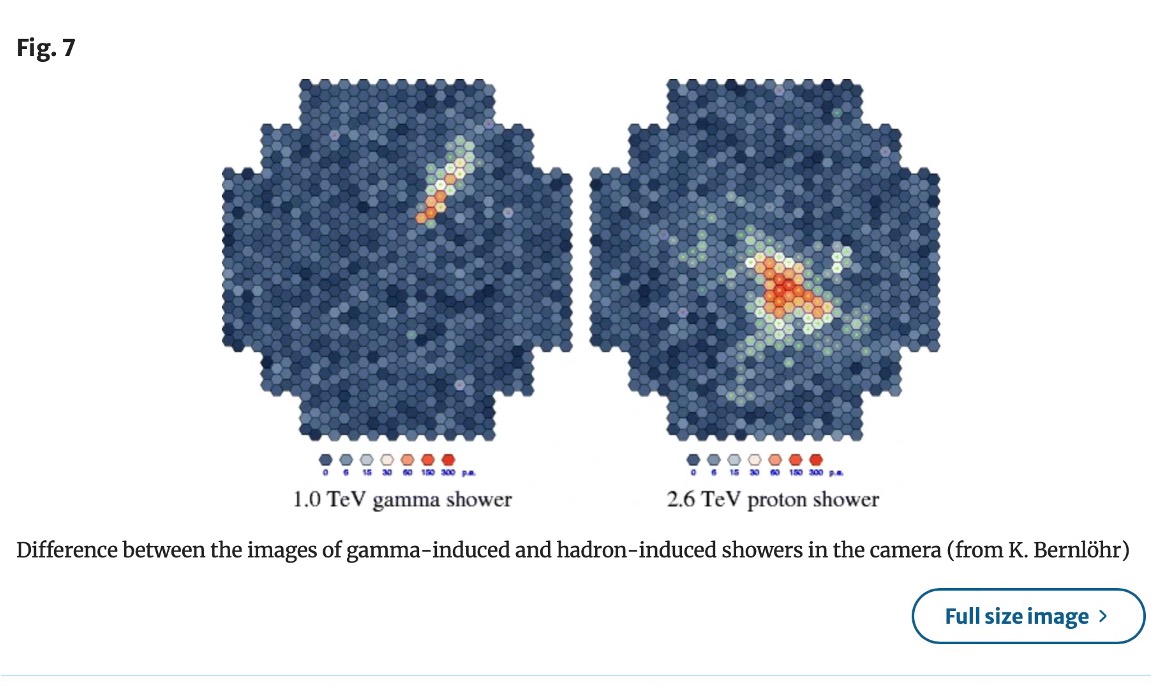 Fig. 7
0 6 15 30 60 150 300 p.e.
0 6 15 30 60 150 300 p.e.
1.0 TeV gamma shower
2.6 TeV proton shower
Difference between the images of gamma-induced and hadron-induced showers in the camera (from K. Bernlöhr)
Full size image